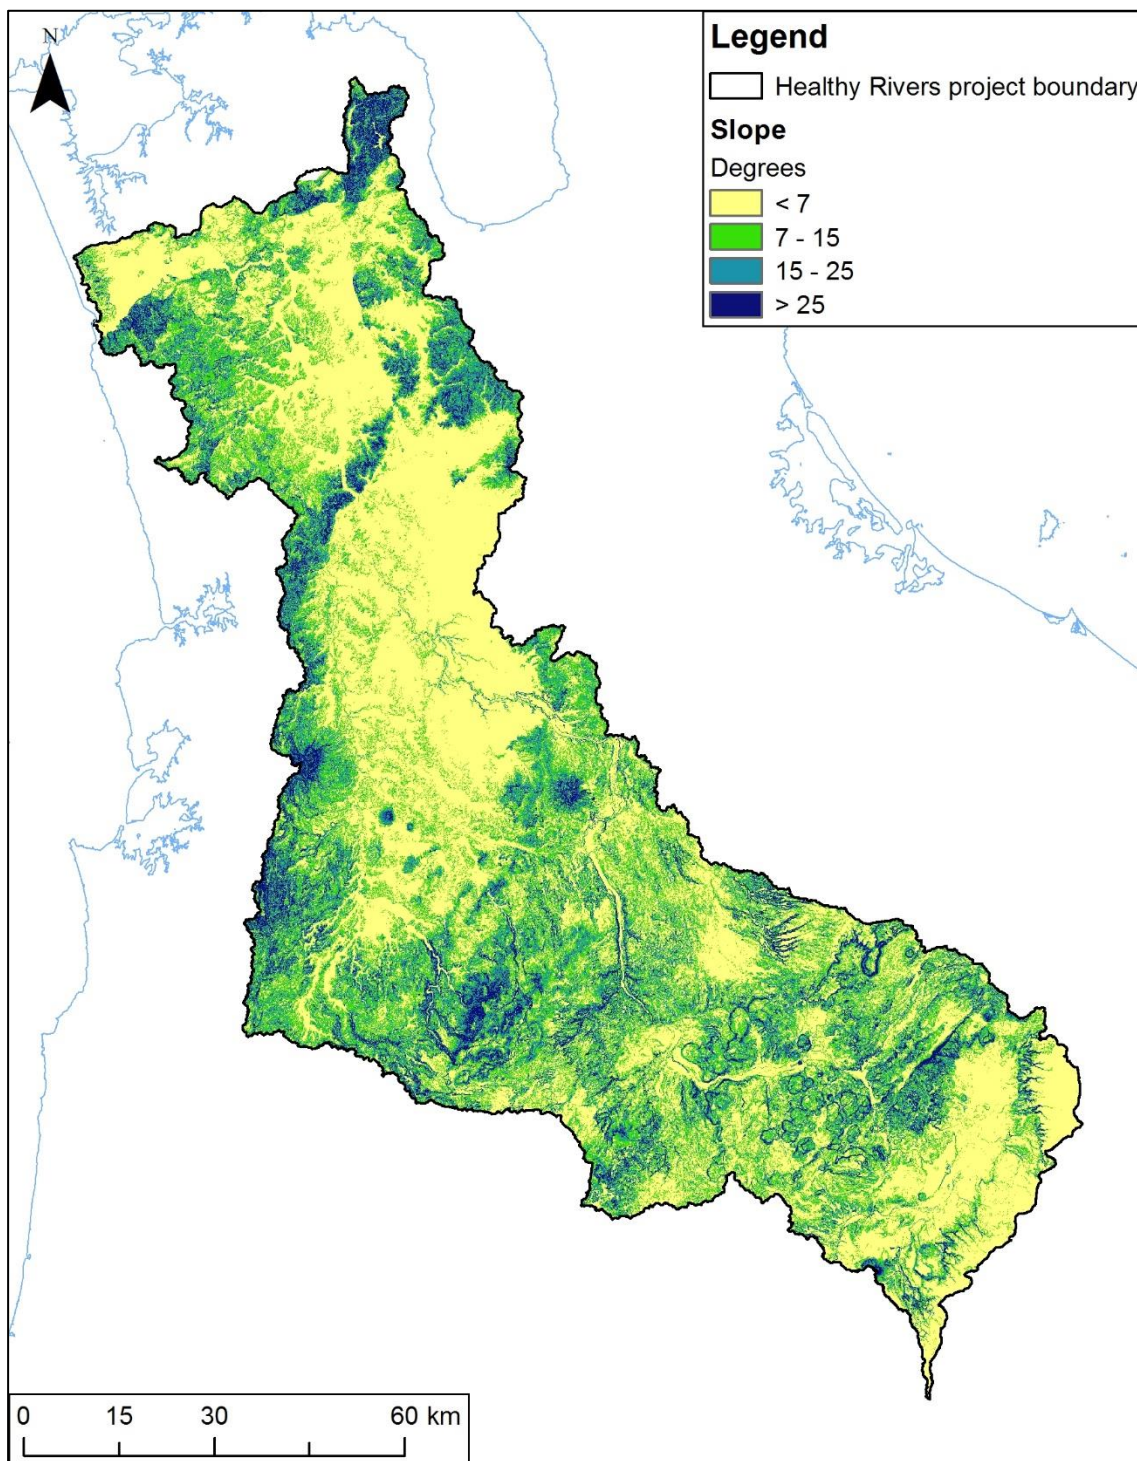 N
Legend
Healthy Rivers project boundary
Slope
Degrees
< 7
7 - 15
15 - 25
> 25
0 15 30 60 km